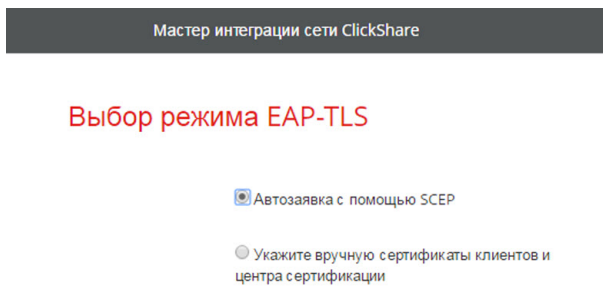 Мастер интеграции сети ClickShare
Выбор режима EAP-TLS
Автозаявка с помощью SCEP
Укажите вручную сертификаты клиентов и
центра сертификации